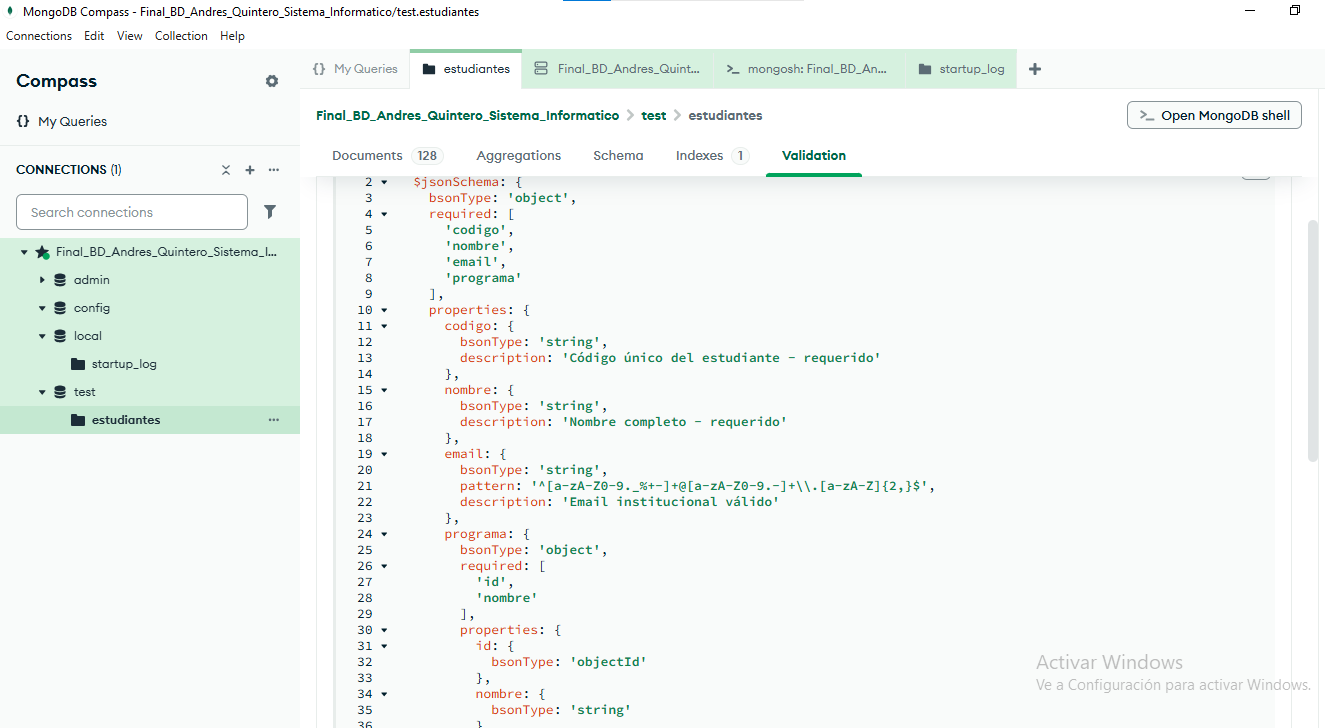 MongoDB Compass - Final_BD_Andres_Quintero_Sistema_Informatico/test.estudiantes
Connections Edit View Collection Help
Compass
{} My Queries
CONNECTIONS (1)
Search connections
Final_BD_Andres_Quintero_Sistema_I...
admin
config
local
startup_log
test
estudiantes
{} My Queries
estudiantes
Final_BD_Andres_Quint...
>_ mongosh: Final_BD_An...
startup_log
Final_BD_Andres_Quintero_Sistema_Informatico > test > estudiantes
>_ Open MongoDB shell
Documents 128 Aggregations Schema Indexes 1 Validation
2 $jsonSchema: {
3 bsonType: 'object',
4 required: [
5 'codigo',
6 'nombre',
7 'email',
8 'programa'
9 ],
10 properties: {
11 codigo: {
12 bsonType: 'string',
13 description: 'Código único del estudiante - requerido'
14 },
15 nombre: {
16 bsonType: 'string',
17 description: 'Nombre completo - requerido'
18 },
19 email: {
20 bsonType: 'string',
21 pattern: '^[a-zA-Z0-9._%+-]+@[a-zA-Z0-9.-]+\\.[a-zA-Z]{2,}$',
22 description: 'Email institucional válido'
23 },
24 programa: {
25 bsonType: 'object',
26 required: [
27 'id',
28 'nombre'
29 ],
30 properties: {
31 id: {
32 bsonType: 'objectId'
33 },
34 nombre: {
35 bsonType: 'string'
36 }
Activar Windows
Ve a Configuración para activar Windows.